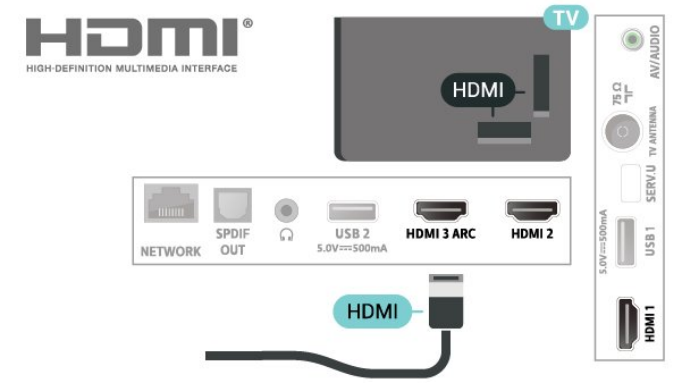 HDMI®
HIGH-DEFINITION MULTIMEDIA INTERFACE
TV
HDMI
NETWORK
SPDIF
OUT
USB 2
5.0V⎓500mA
HDMI 3 ARC
HDMI 2
HDMI
AV/AUDIO
75 Ω
TV ANTENNA
SERV.U
USB 1
5.0V⎓500mA
HDMI 1